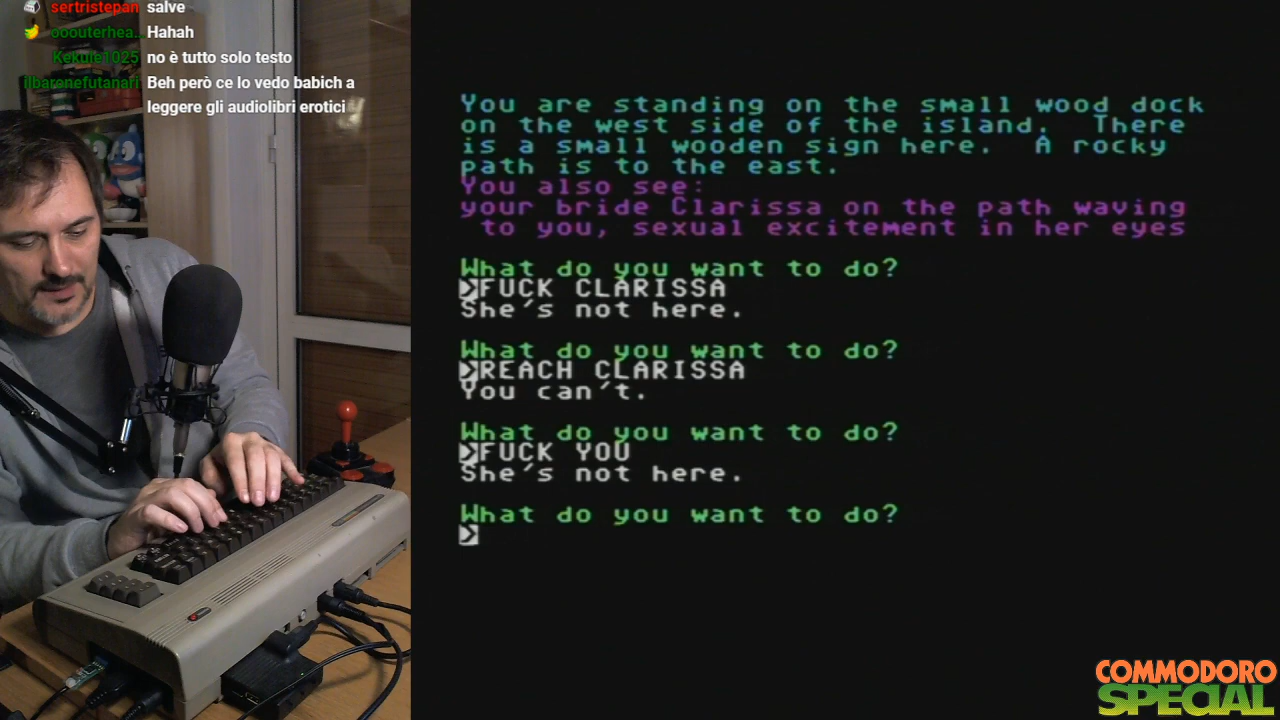 sertristepan salve
ooouterhea.. Hahah
Kekule1025 no è tutto solo testo
ilbaronefutanari Beh però ce lo vedo babich a
leggere gli audiolibri erotici
You are standing on the small wood dock
on the west side of the island.  There
is a small wooden sign here.  A rocky
path is to the east.
You also see:
your bride Clarissa on the path waving
to you, sexual excitement in her eyes
What do you want to do?
>FUCK CLARISSA
She's not here.
What do you want to do?
>REACH CLARISSA
You can't.
What do you want to do?
>FUCK YOU
She's not here.
What do you want to do?
>
COMMODORO
SPECIAL